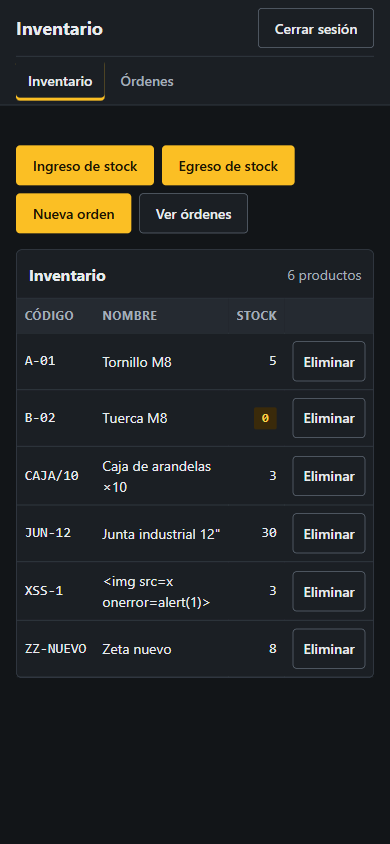 Inventario
Cerrar sesión
Inventario
Órdenes
Ingreso de stock
Egreso de stock
Nueva orden
Ver órdenes
Inventario
6 productos
CÓDIGO NOMBRE STOCK
A-01 Tornillo M8 5 Eliminar
B-02 Tuerca M8 0 Eliminar
CAJA/10 Caja de arandelas
×10 3 Eliminar
JUN-12 Junta industrial 12" 30 Eliminar
XSS-1 <img src=x
onerror=alert(1)> 3 Eliminar
ZZ-NUEVO Zeta nuevo 8 Eliminar